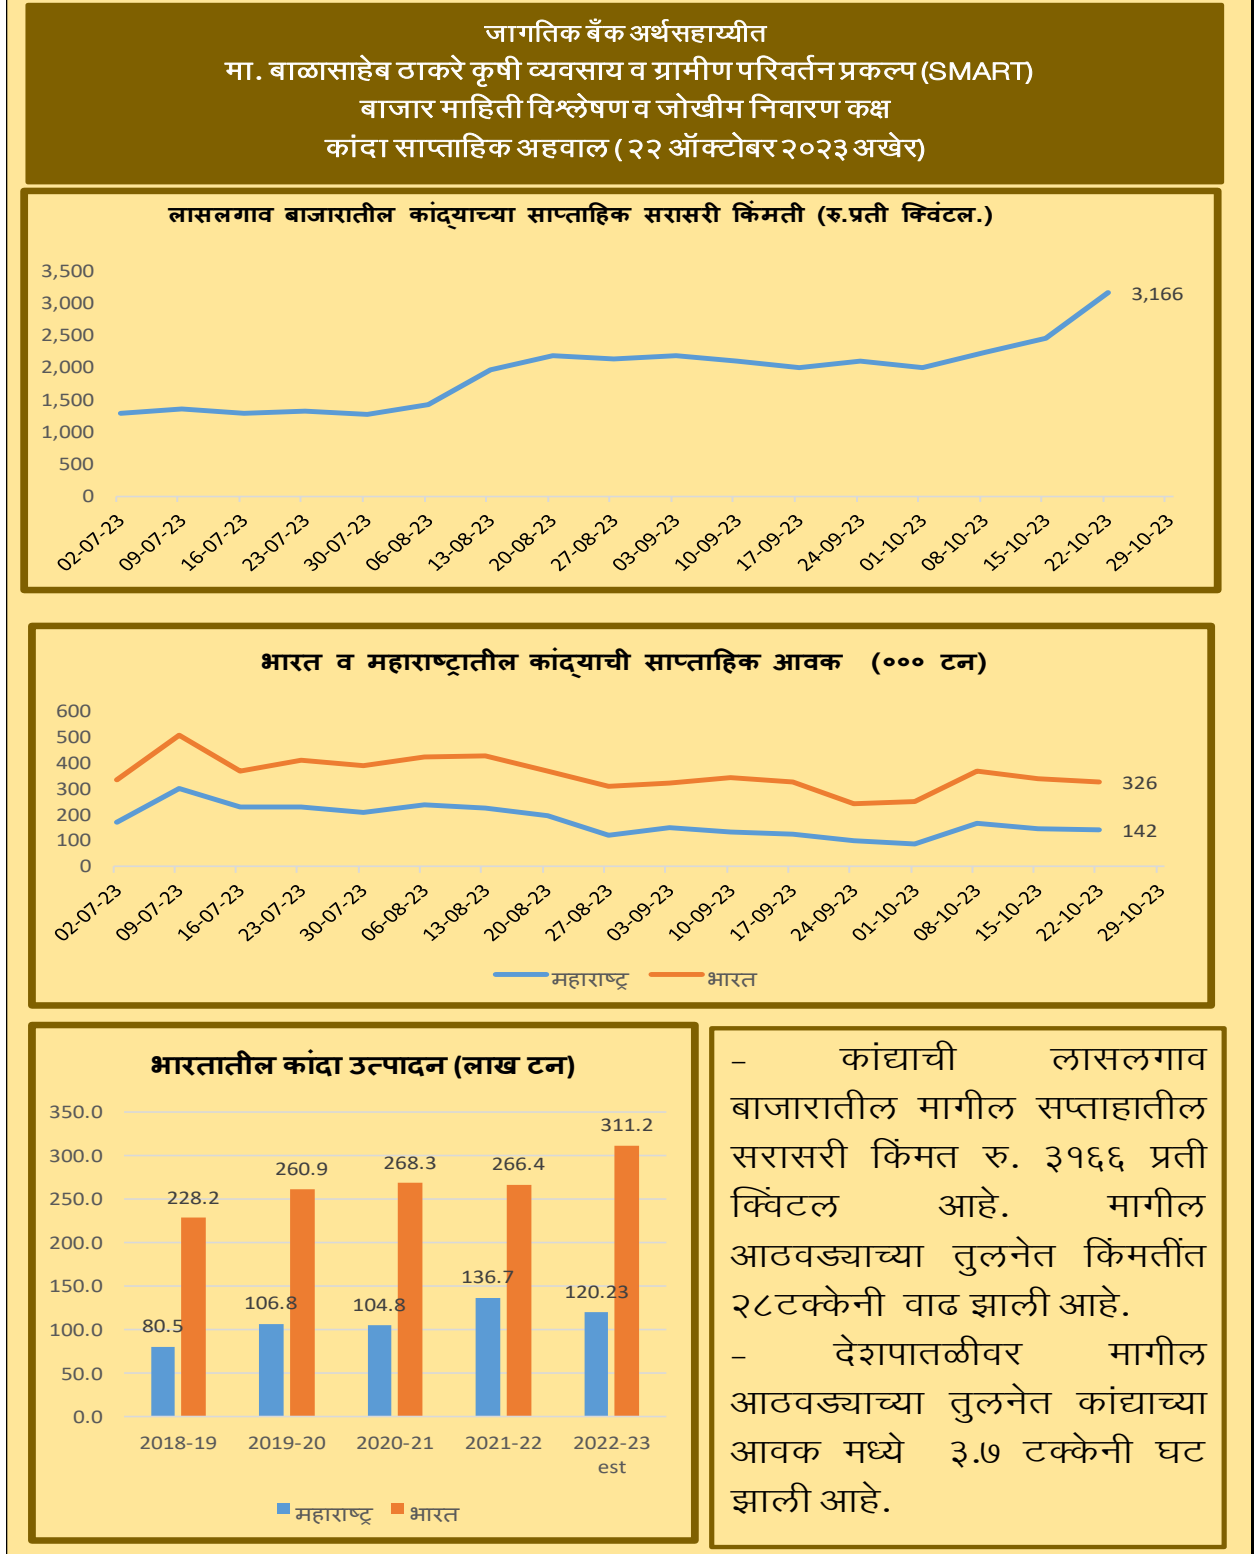 जागतिक बँक अर्थसहाय्यीत
मा. बाळासाहेब ठाकरे कृषी व्यवसाय व ग्रामीण परिवर्तन प्रकल्प (SMART)
बाजार माहिती विश्लेषण व जोखीम निवारण कक्ष
कांदा साप्ताहिक अहवाल ( २२ ऑक्टोबर २०२३ अखेर)
लासलगाव बाजारातील कांद्याच्या साप्ताहिक सरासरी किंमती (रु.प्रती क्विंटल.)
3,500
3,000
2,500
2,000
1,500
1,000
500
0
3,166
02-07-23 09-07-23 16-07-23 23-07-23 30-07-23 06-08-23 13-08-23 20-08-23 27-08-23 03-09-23 10-09-23 17-09-23 24-09-23 01-10-23 08-10-23 15-10-23 22-10-23 29-10-23
भारत व महाराष्ट्रातील कांद्याची साप्ताहिक आवक (००० टन)
600
500
400
300
200
100
0
326
142
02-07-23 09-07-23 16-07-23 23-07-23 30-07-23 06-08-23 13-08-23 20-08-23 27-08-23 03-09-23 10-09-23 17-09-23 24-09-23 01-10-23 08-10-23 15-10-23 22-10-23 29-10-23
महाराष्ट्र भारत
भारतातील कांदा उत्पादन (लाख टन)
350.0
300.0
250.0
200.0
150.0
100.0
50.0
0.0
80.5 228.2
106.8 260.9
104.8 268.3
136.7 266.4
120.23 311.2
2018-19 2019-20 2020-21 2021-22 2022-23
est
महाराष्ट्र भारत
– कांद्याची लासलगाव
बाजारातील मागील सप्ताहातील
सरासरी किंमत रु. ३१६६ प्रती
क्विंटल आहे. मागील
आठवड्याच्या तुलनेत किंमतींत
२८टक्केनी वाढ झाली आहे.
– देशपातळीवर मागील
आठवड्याच्या तुलनेत कांद्याच्या
आवक मध्ये ३.७ टक्केनी घट
झाली आहे.